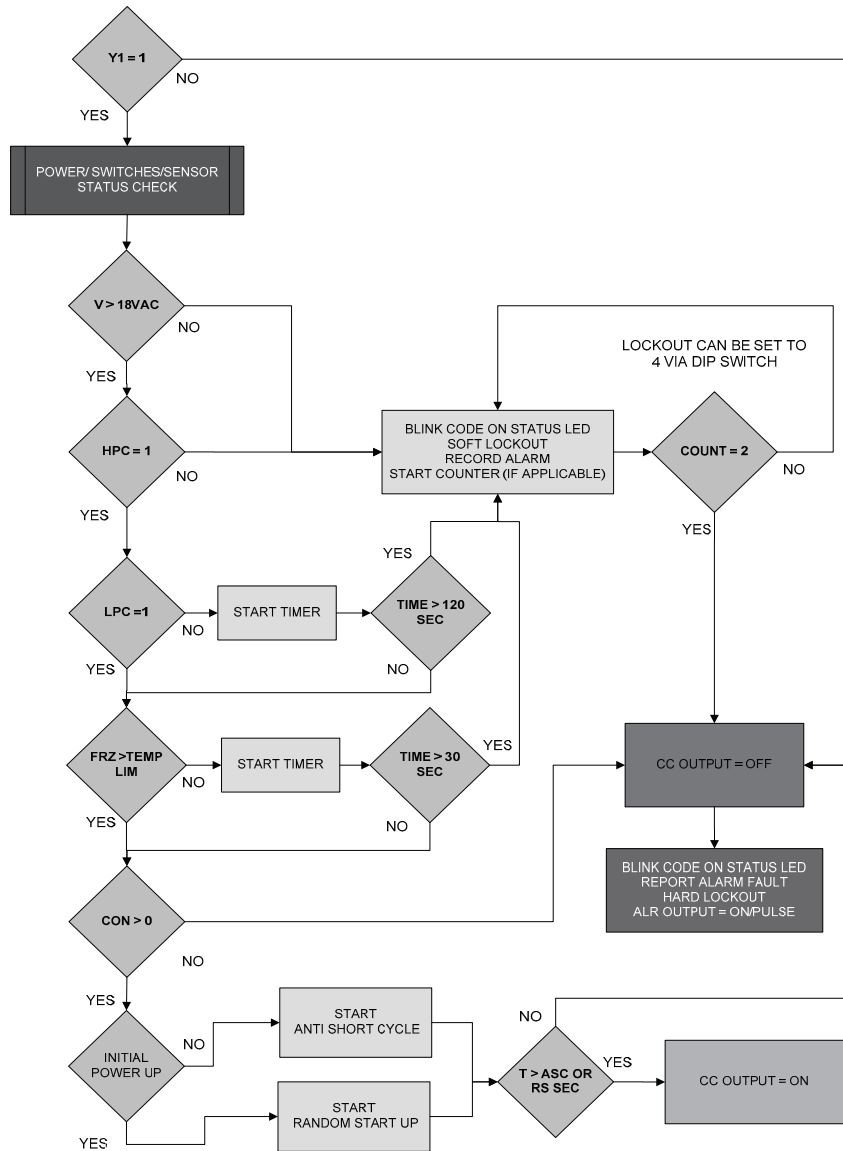 Y1 = 1
NO
YES
POWER/ SWITCHES/SENSOR
STATUS CHECK
V > 18VAC
NO
YES
LOCKOUT CAN BE SET TO
4 VIA DIP SWITCH
HPC = 1
NO
YES
BLINK CODE ON STATUS LED
SOFT LOCKOUT
RECORD ALARM
START COUNTER (IF APPLICABLE)
COUNT = 2
NO
YES
LPC =1
NO
YES
START TIMER
TIME > 120
SEC
YES
NO
FRZ >TEMP
LIM
NO
YES
START TIMER
TIME > 30
SEC
YES
NO
CC OUTPUT = OFF
BLINK CODE ON STATUS LED
REPORT ALARM FAULT
HARD LOCKOUT
ALR OUTPUT = ON/PULSE
CON > 0
NO
YES
INITIAL
POWER UP
NO
YES
START
ANTI SHORT CYCLE
START
RANDOM START UP
T > ASC OR
RS SEC
NO
YES
CC OUTPUT = ON